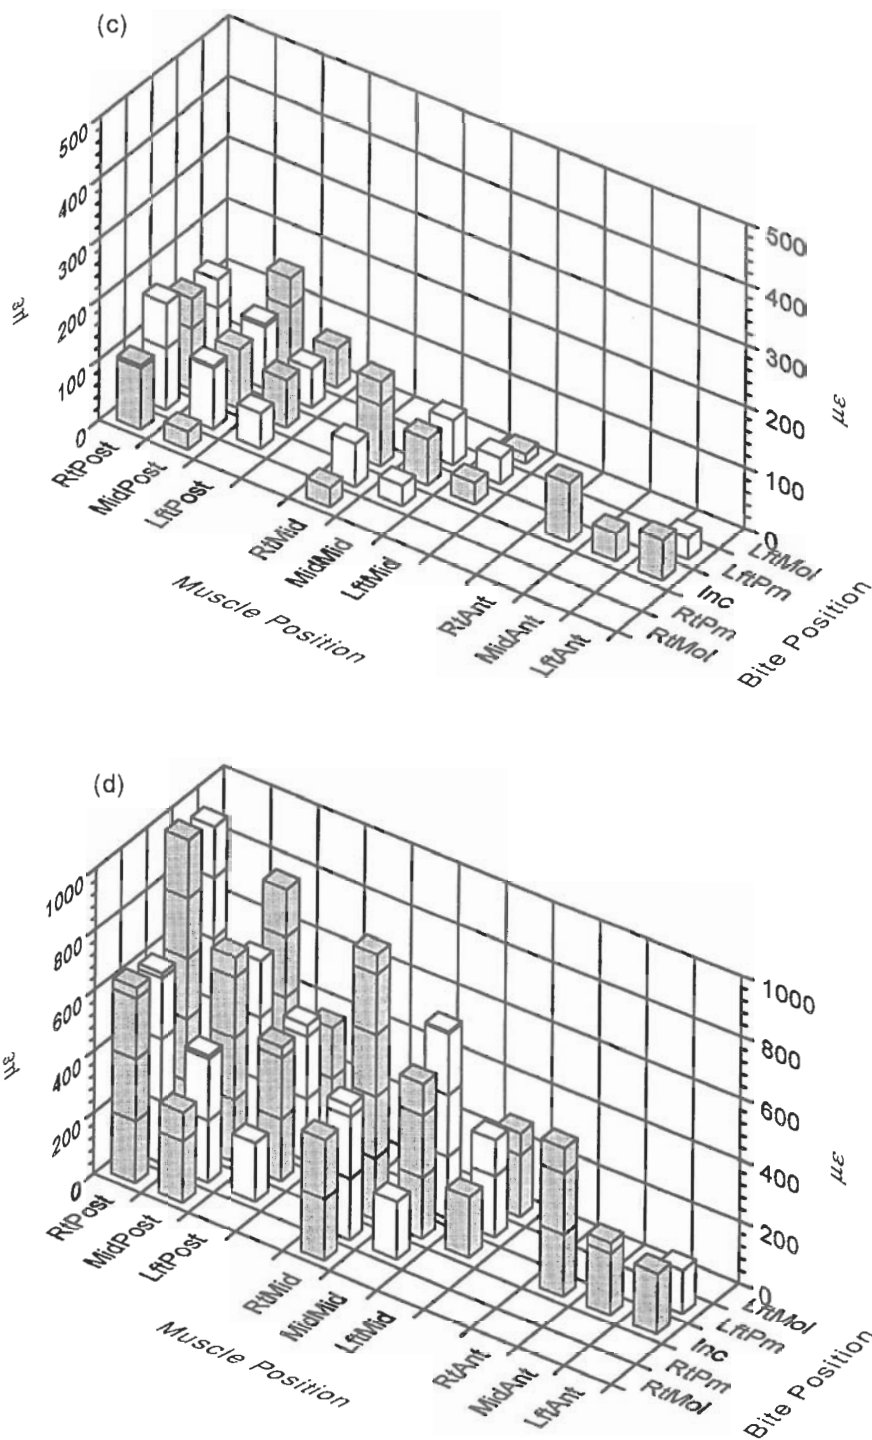 (c)
500
400
300
200
100
0
με
500
400
300
200
100
0
με
RtPost
MidPost
LftPost
RtMid
MidMid
LftMid
RtAnt
MidAnt
LftAnt
Muscle Position
LftMol
LftPm
Inc
RtPm
RtMol
Bite Position
(d)
1000
800
600
400
200
0
με
1000
800
600
400
200
0
με
RtPost
MidPost
LftPost
RtMid
MidMid
LftMid
RtAnt
MidAnt
LftAnt
Muscle Position
LftMol
LftPm
Inc
RtPm
RtMol
Bite Position